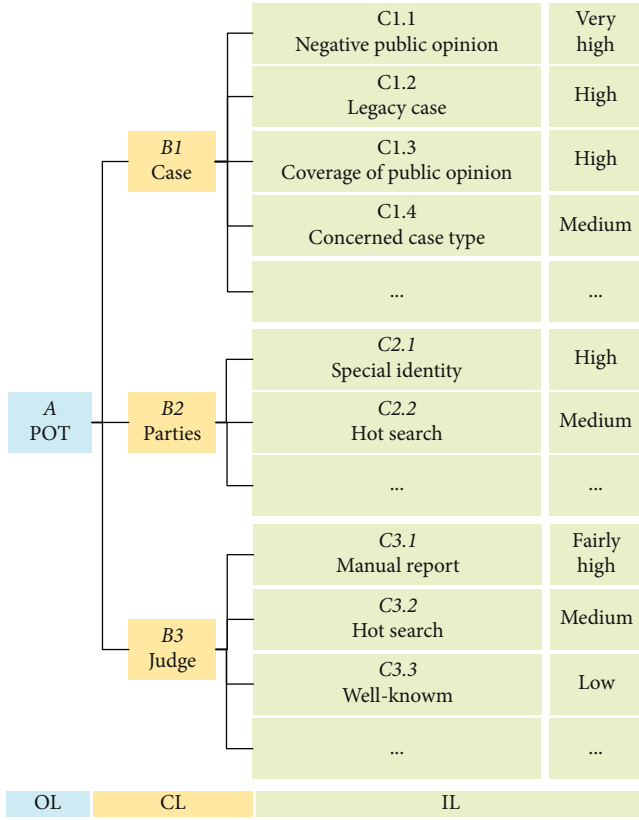 C1.1
Negative public opinion
Very
high
C1.2
Legacy case
High
B1
Case
C1.3
Coverage of public opinion
High
C1.4
Concerned case type
Medium
...
...
C2.1
Special identity
High
A
POT
B2
Parties
C2.2
Hot search
Medium
...
...
C3.1
Manual report
Fairly
high
C3.2
Hot search
Medium
B3
Judge
C3.3
Well-knowm
Low
...
...
OL
CL
IL